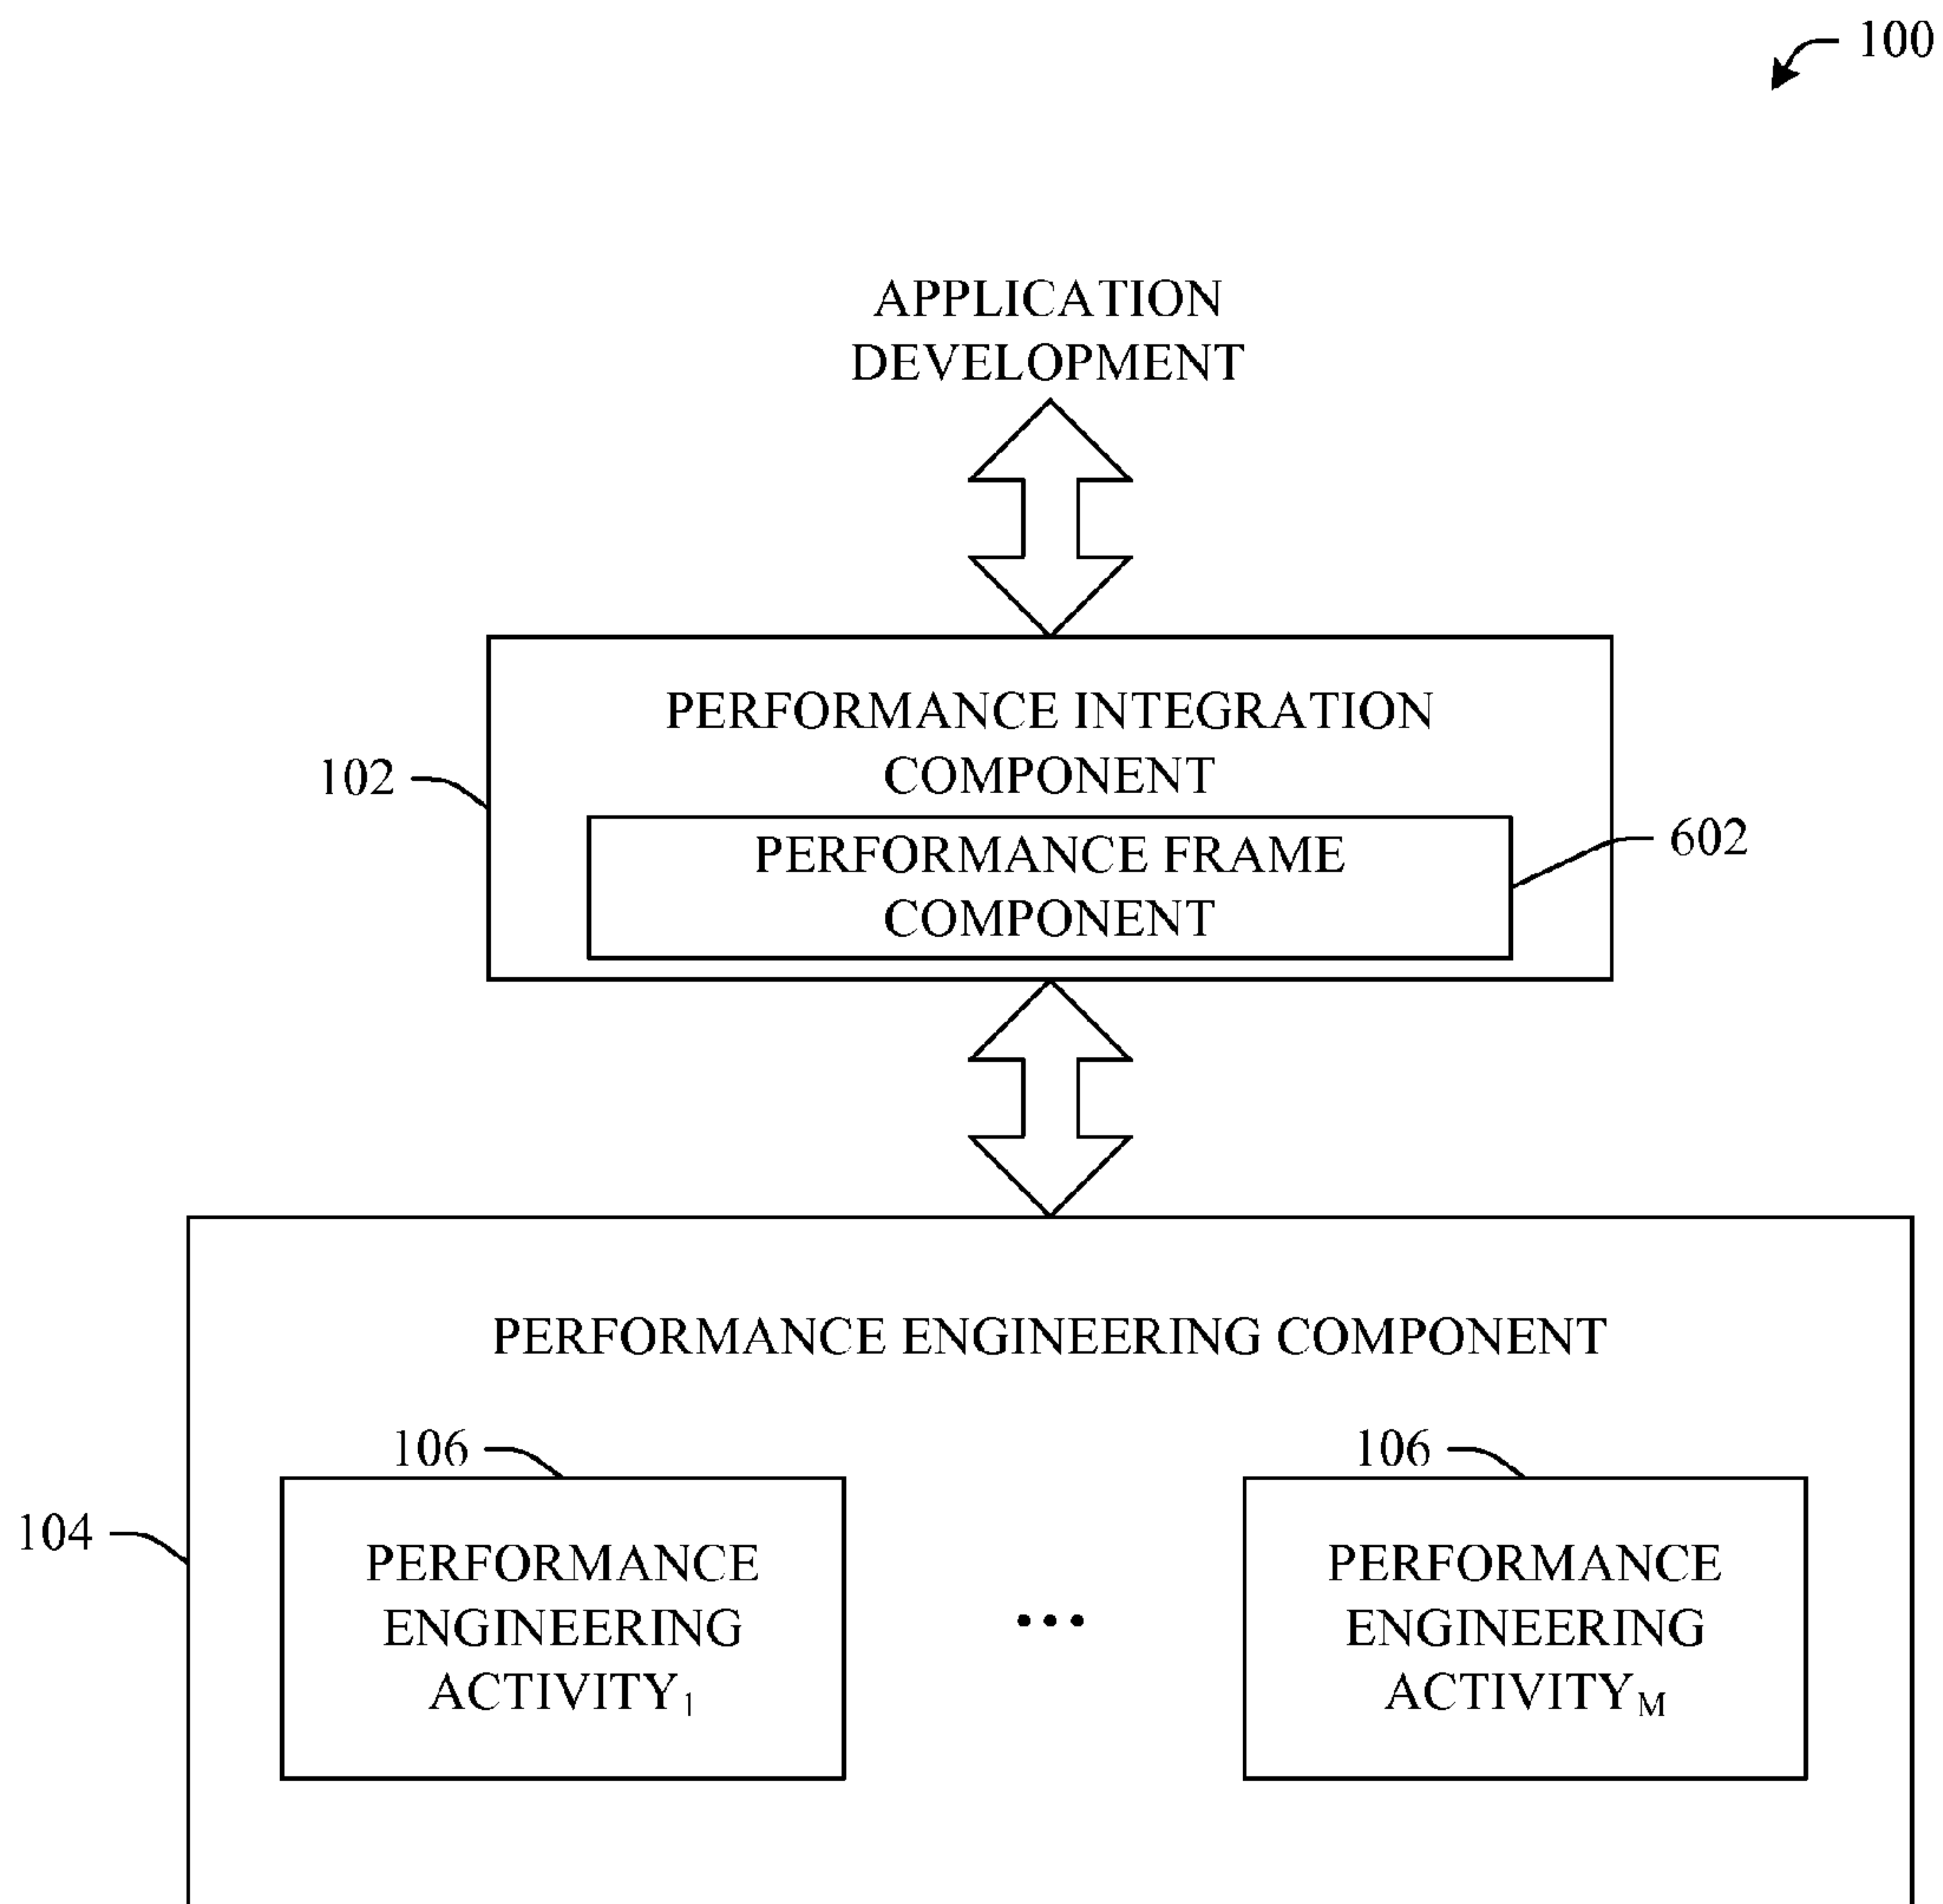 100
APPLICATION
DEVELOPMENT
PERFORMANCE INTEGRATION
COMPONENT
102
PERFORMANCE FRAME
COMPONENT
602
PERFORMANCE ENGINEERING COMPONENT
106
106
104
PERFORMANCE
ENGINEERING
ACTIVITY1
...
PERFORMANCE
ENGINEERING
ACTIVITYM